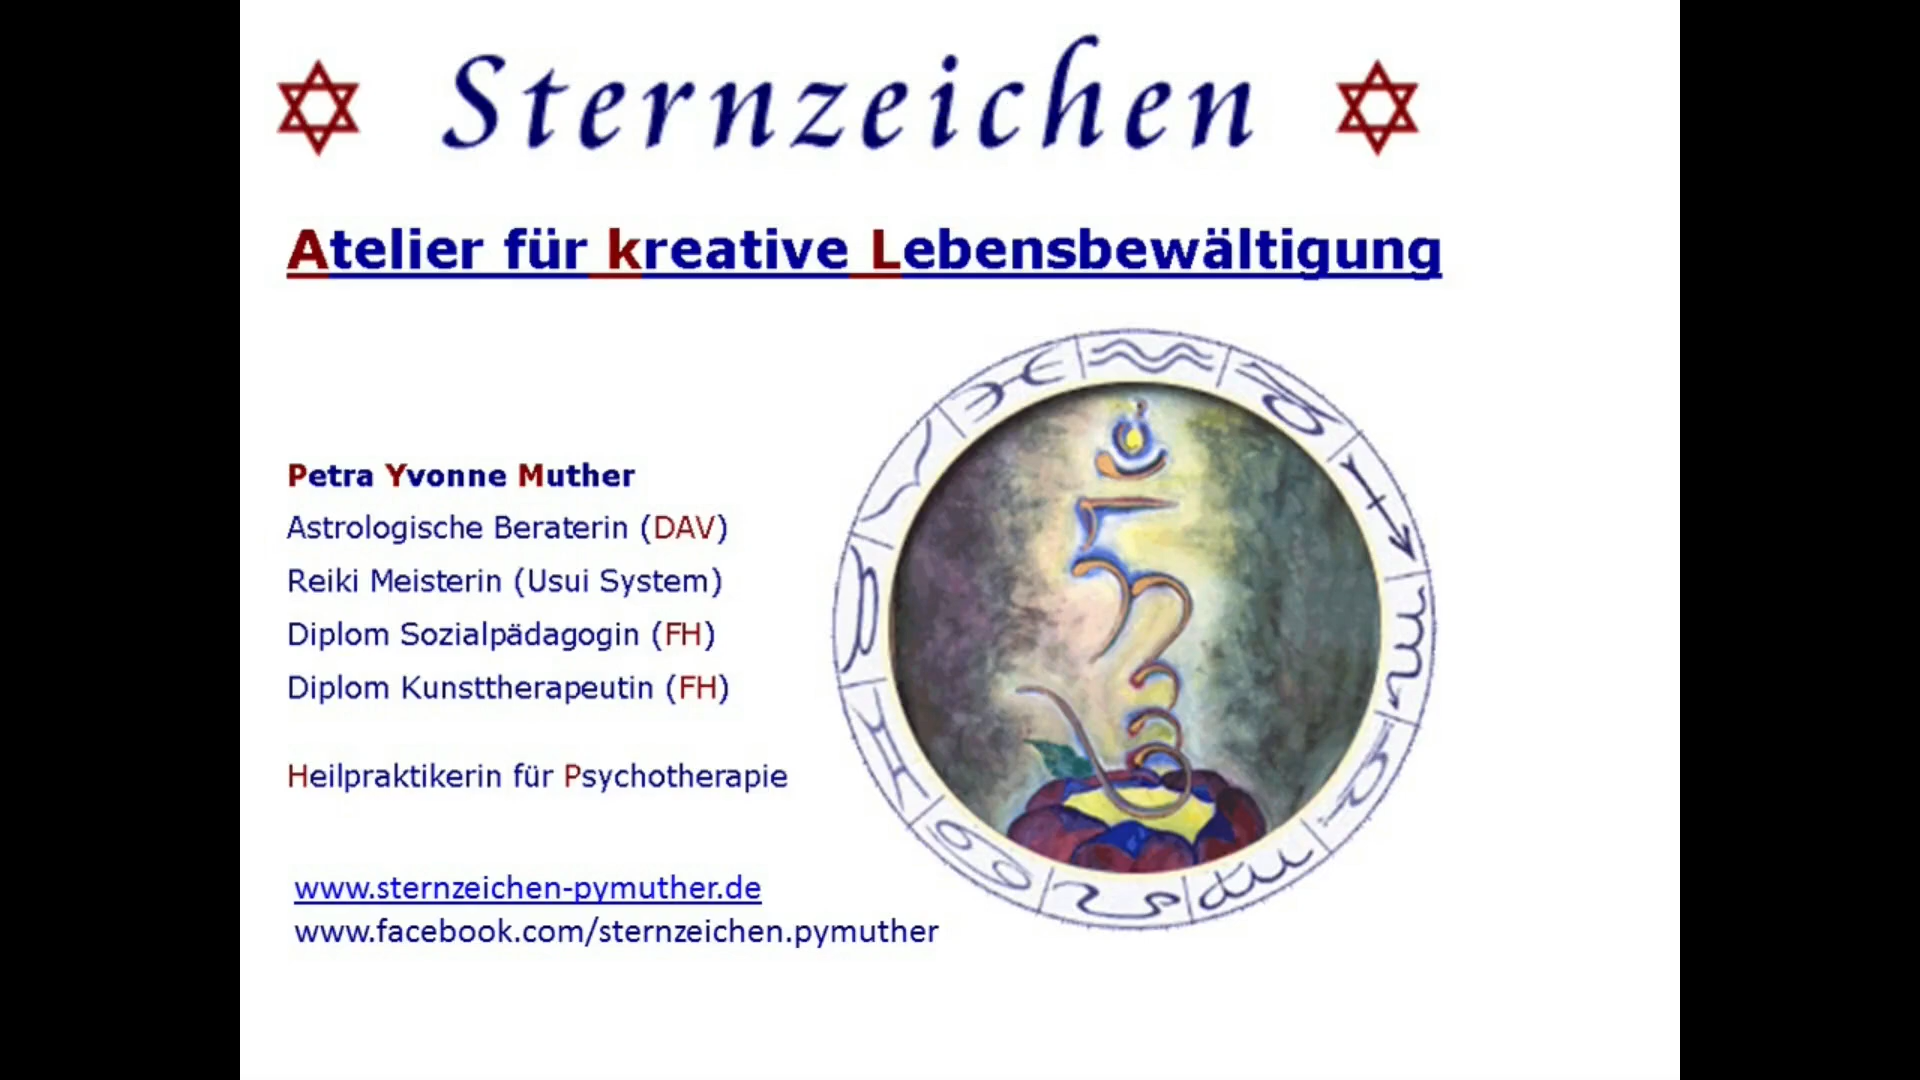 Sternzeichen
Atelier für kreative Lebensbewältigung
Petra Yvonne Muther
Astrologische Beraterin (DAV)
Reiki Meisterin (Usui System)
Diplom Sozialpädagogin (FH)
Diplom Kunsttherapeutin (FH)
Heilpraktikerin für Psychotherapie
www.sternzeichen-pymuther.de
www.facebook.com/sternzeichen.pymuther